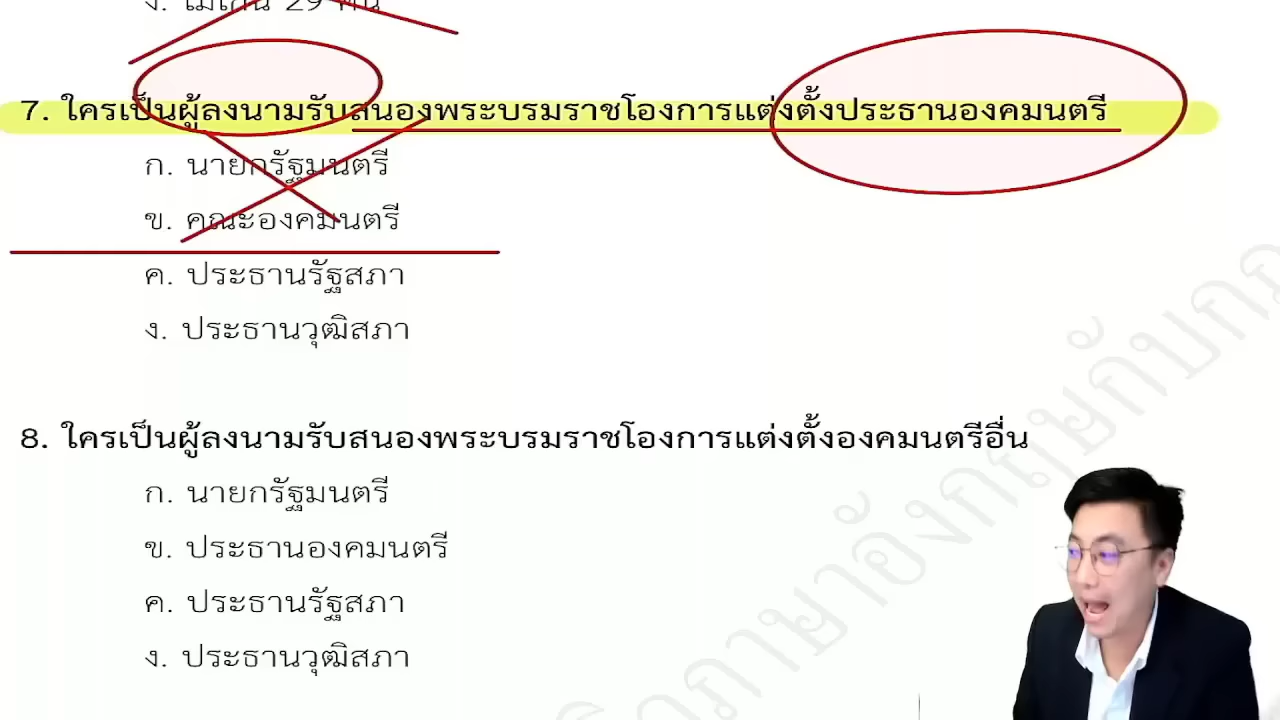 ง. ไม่เกิน 29 คน
7. ใครเป็นผู้ลงนามรับสนองพระบรมราชโองการแต่งตั้งประธานองคมนตรี
ก. นายกรัฐมนตรี
ข. คณะองคมนตรี
ค. ประธานรัฐสภา
ง. ประธานวุฒิสภา
8. ใครเป็นผู้ลงนามรับสนองพระบรมราชโองการแต่งตั้งองคมนตรีอื่น
ก. นายกรัฐมนตรี
ข. ประธานองคมนตรี
ค. ประธานรัฐสภา
ง. ประธานวุฒิสภา